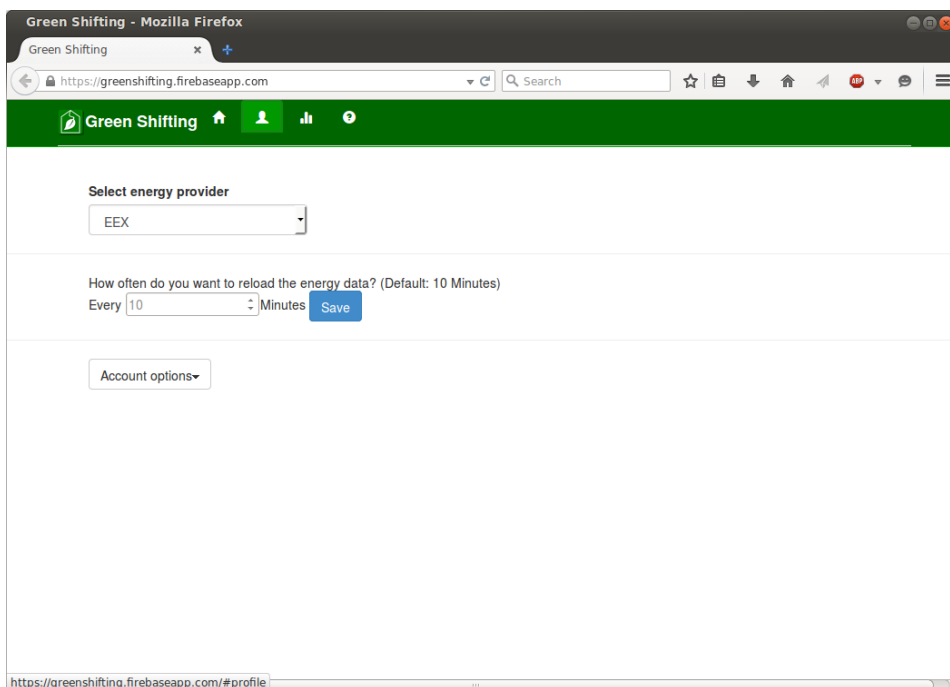 Green Shifting - Mozilla Firefox
Green Shifting
https://greenshifting.firebaseapp.com
Search
ABP
Green Shifting
Select energy provider
EEX
How often do you want to reload the energy data? (Default: 10 Minutes)
Every 10 Minutes Save
Account options
https://greenshifting.firebaseapp.com/#profile